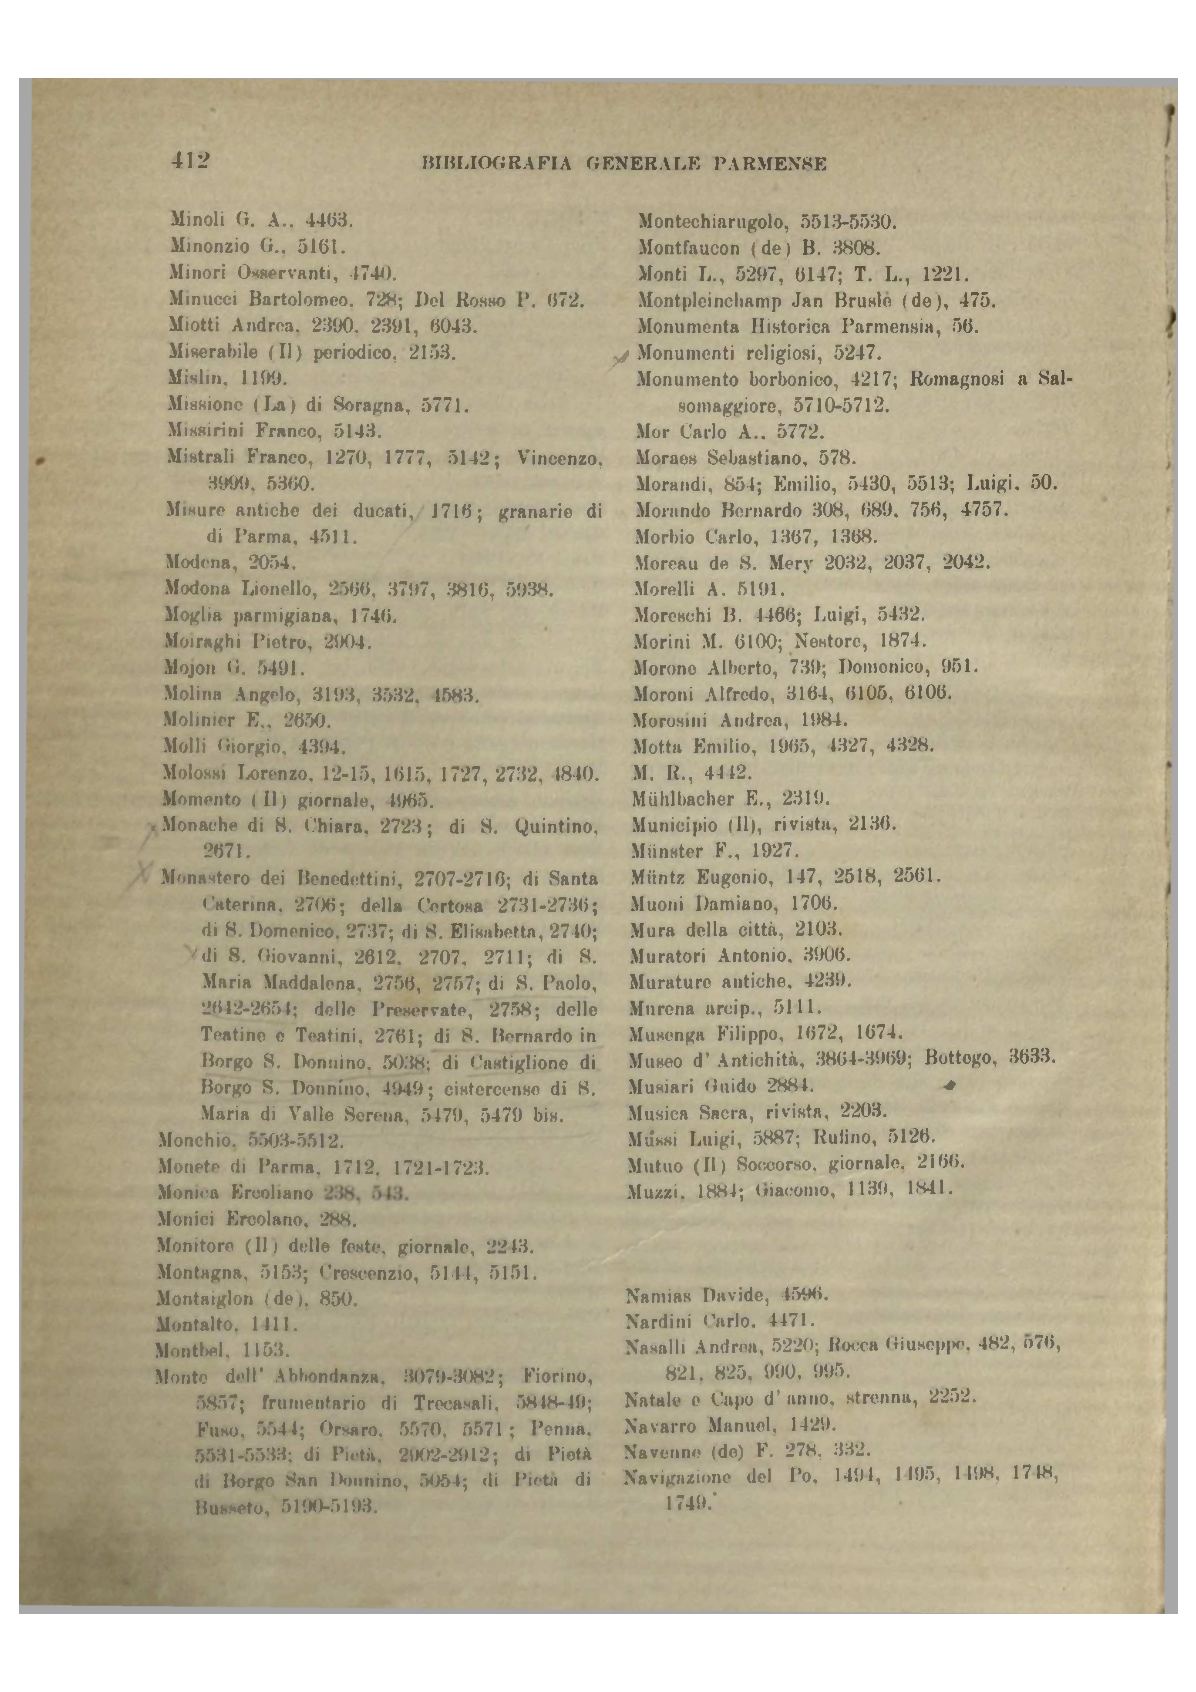 412
BIBLIOGRAFIA GENERALE PARMENSE
Minoli G. A., 4463.
Minonzio G., 5161.
Minori Osservanti, 4740.
Minucci Bartolomeo, 728; Del Rosso P. 672.
Miotti Andrea, 2390, 2391, 6043.
Miserabile (Il) periodico, 2153.
Mislin, 1199.
Missione (La) di Soragna, 5771.
Missirini Franco, 5143.
Mistrali Franco, 1270, 1777, 5142; Vincenzo,
3999, 5360.
Misure antiche dei ducati, 1716; granarie di
di Parma, 4511.
Modena, 2054.
Modona Lionello, 2566, 3797, 3816, 5938.
Moglia parmigiana, 1746.
Moiraghi Pietro, 2904.
Mojon G. 5491.
Molina Angelo, 3193, 3532, 4583.
Molinier E., 2650.
Molli Giorgio, 4394.
Molossi Lorenzo, 12-15, 1615, 1727, 2732, 4840.
Momento (Il) giornale, 4965.
Monache di S. Chiara, 2723; di S. Quintino,
2671.
Monastero dei Benedettini, 2707-2716; di Santa
Caterina, 2706; della Certosa 2731-2736;
di S. Domenico, 2737; di S. Elisabetta, 2740;
di S. Giovanni, 2612, 2707, 2711; di S.
Maria Maddalena, 2756, 2757; di S. Paolo,
2642-2654; delle Preservate, 2758; delle
Teatine e Teatini, 2761; di S. Bernardo in
Borgo S. Donnino, 5038; di Castiglione di
Borgo S. Donnino, 4949; cistercense di S.
Maria di Valle Serena, 5479, 5479 bis.
Monchio, 5503-5512.
Monete di Parma, 1712, 1721-1723.
Monica Ercoliano 238, 543.
Monici Ercolano, 288.
Monitore (Il) delle feste, giornale, 2243.
Montagna, 5153; Crescenzio, 5144, 5151.
Montaiglon (de), 850.
Montalto, 1411.
Montbel, 1153.
Monte dell' Abbondanza, 3079-3082; Fiorino,
5857; frumentario di Trecasali, 5848-49;
Fuso, 5544; Orsaro, 5570, 5571; Penna,
5531-5533; di Pietà, 2902-2912; di Pietà
di Borgo San Donnino, 5054; di Pietà di
Busseto, 5190-5193.
Montechiarugolo, 5513-5530.
Montfaucon (de) B. 3808.
Monti L., 5297, 6147; T. L., 1221.
Montpleinchamp Jan Bruslè (de), 475.
Monumenta Historica Parmensia, 56.
Monumenti religiosi, 5247.
Monumento borbonico, 4217; Romagnosi a Sal-
somaggiore, 5710-5712.
Mor Carlo A., 5772.
Moraes Sebastiano, 578.
Morandi, 854; Emilio, 5430, 5513; Luigi, 50.
Morando Bernardo 308, 689, 756, 4757.
Morbio Carlo, 1367, 1368.
Moreau de S. Mery 2032, 2037, 2042.
Morelli A. 5191.
Moreschi B. 4466; Luigi, 5432.
Morini M. 6100; Nestore, 1874.
Morone Alberto, 739; Domenico, 951.
Moroni Alfredo, 3164, 6105, 6106.
Morosini Andrea, 1984.
Motta Emilio, 1965, 4327, 4328.
M. R., 4442.
Mühlbacher E., 2319.
Municipio (Il), rivista, 2136.
Münster F., 1927.
Müntz Eugenio, 147, 2518, 2561.
Muoni Damiano, 1706.
Mura della città, 2103.
Muratori Antonio, 3906.
Murature antiche, 4239.
Murena arcip., 5111.
Musenga Filippo, 1672, 1674.
Museo d' Antichità, 3864-3969; Bottego, 3633.
Musiari Guido 2884.
Musica Sacra, rivista, 2203.
Mussi Luigi, 5887; Rufino, 5126.
Mutuo (Il) Soccorso, giornale, 2166.
Muzzi, 1884; Giacomo, 1139, 1841.
Namias Davide, 4596.
Nardini Carlo, 4471.
Nasalli Andrea, 5220; Rocca Giuseppe, 482, 576,
821, 825, 990, 995.
Natale e Capo d' anno, strenna, 2252.
Navarro Manuel, 1429.
Navenne (de) F. 278, 332.
Navigazione del Po, 1494, 1495, 1498, 1748,
1749.